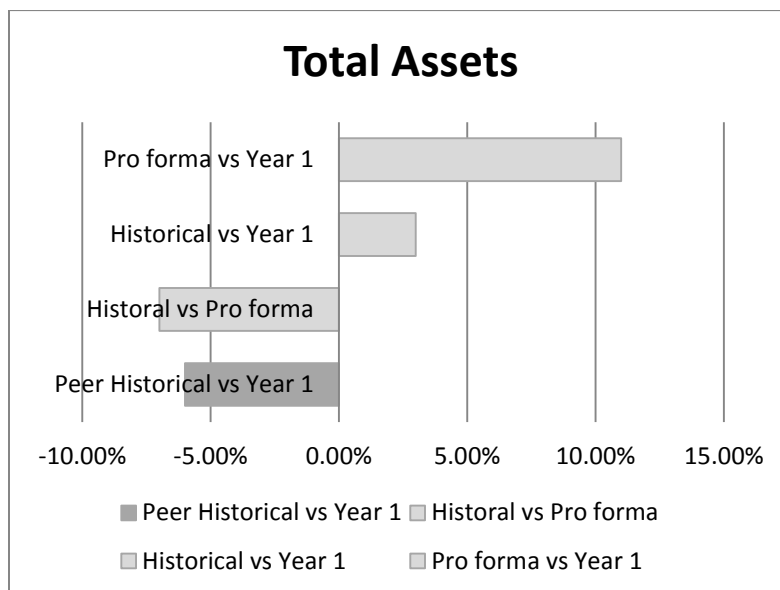 Total Assets
Pro forma vs Year 1
Historical vs Year 1
Historal vs Pro forma
Peer Historical vs Year 1
-10.00% -5.00% 0.00% 5.00% 10.00% 15.00%
Peer Historical vs Year 1 Historal vs Pro forma
Historical vs Year 1 Pro forma vs Year 1